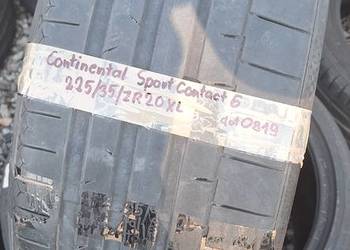 Continental Sport Contact 6
225/35/ZR20XL dot0819